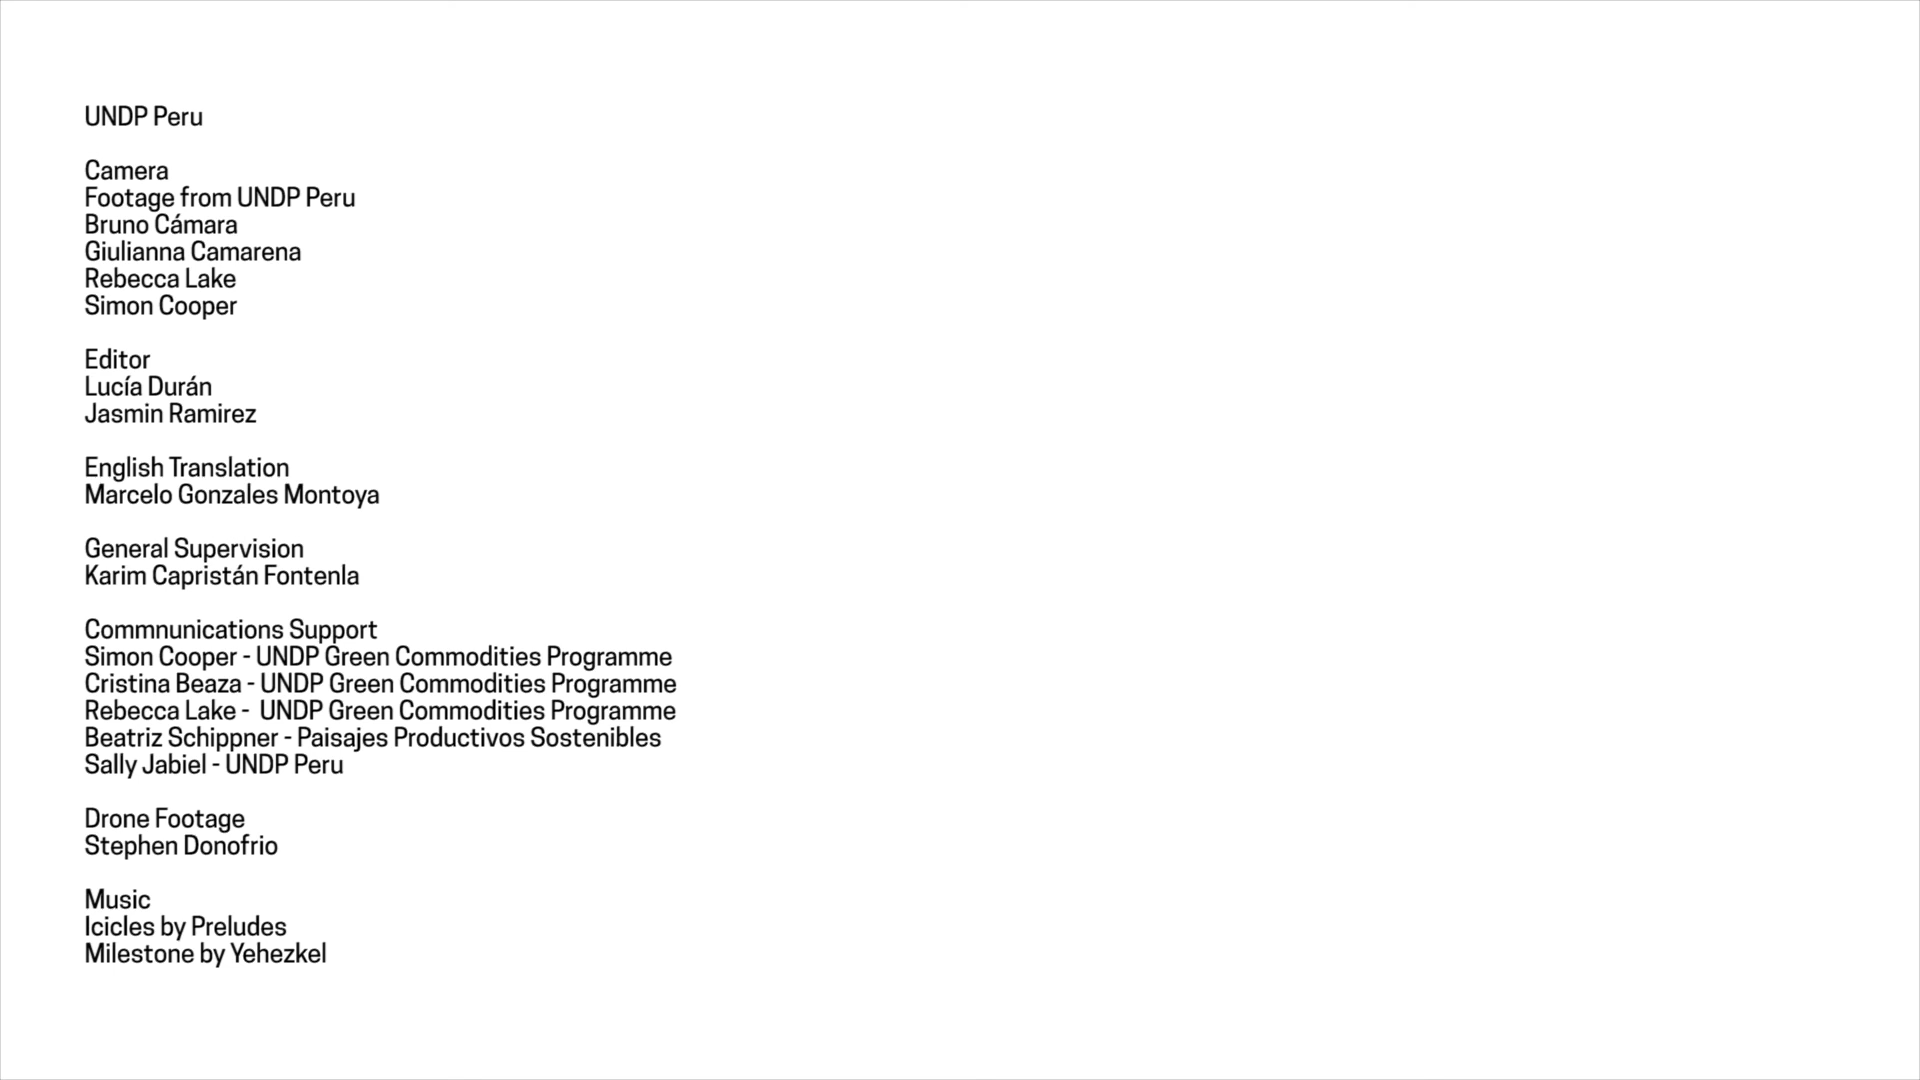 UNDP Peru
Camera
Footage from UNDP Peru
Bruno Cámara
Giulianna Camarena
Rebecca Lake
Simon Cooper
Editor
Lucía Durán
Jasmin Ramirez
English Translation
Marcelo Gonzales Montoya
General Supervision
Karim Capristán Fontenla
Commnunications Support
Simon Cooper - UNDP Green Commodities Programme
Cristina Beaza - UNDP Green Commodities Programme
Rebecca Lake -  UNDP Green Commodities Programme
Beatriz Schippner - Paisajes Productivos Sostenibles
Sally Jabiel - UNDP Peru
Drone Footage
Stephen Donofrio
Music
Icicles by Preludes
Milestone by Yehezkel